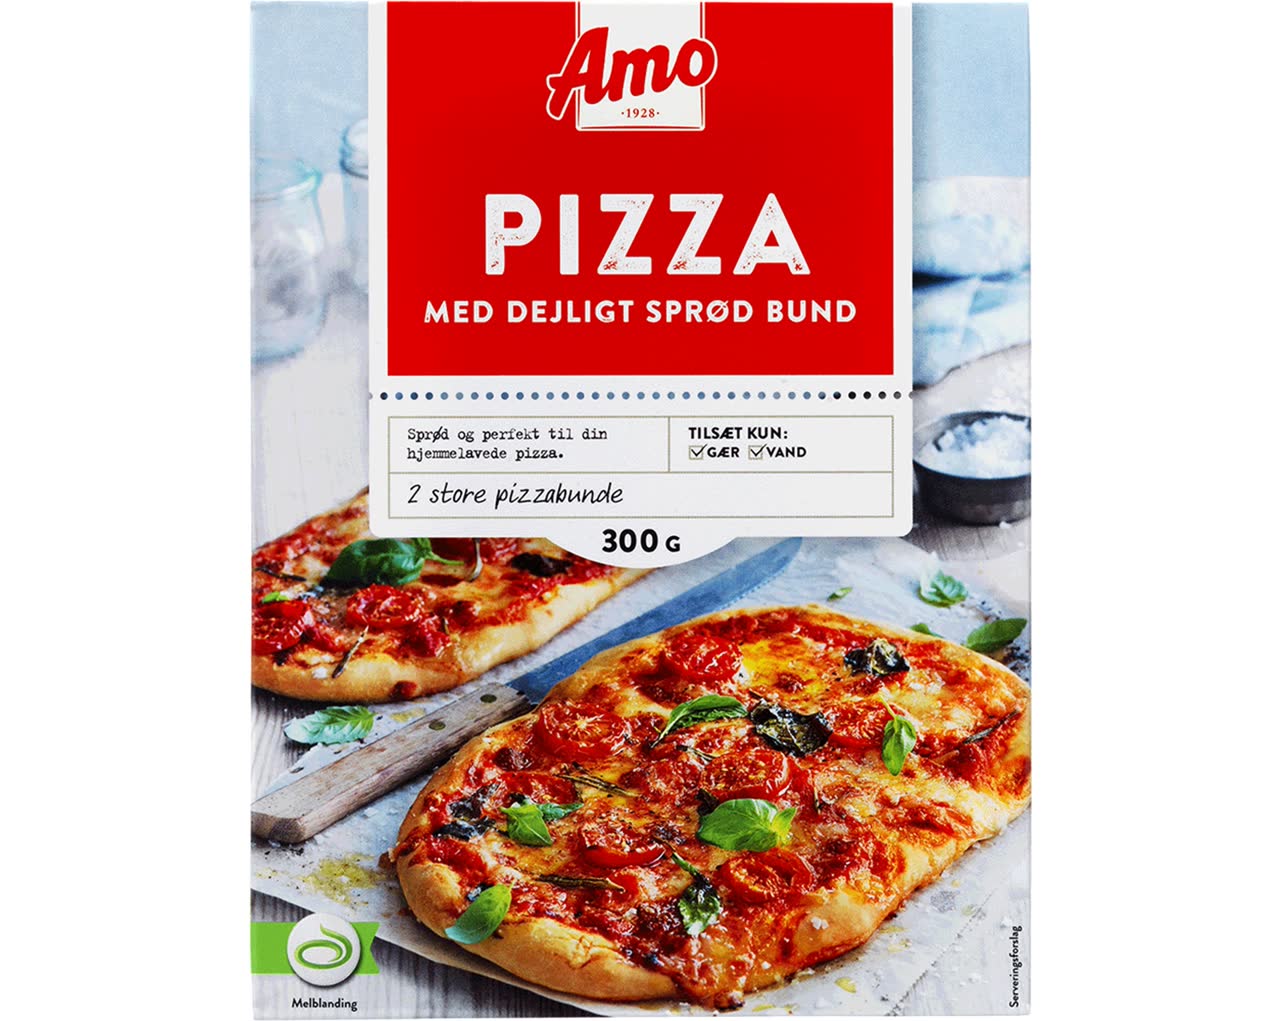 Amo
·1928·
PIZZA
MED DEJLIGT SPRØD BUND
Sprød og perfekt til din
hjemmelavede pizza.
TILSÆT KUN:
GÆR VAND
2 store pizzabunde
300 G
Melblanding
Serveringsforslag